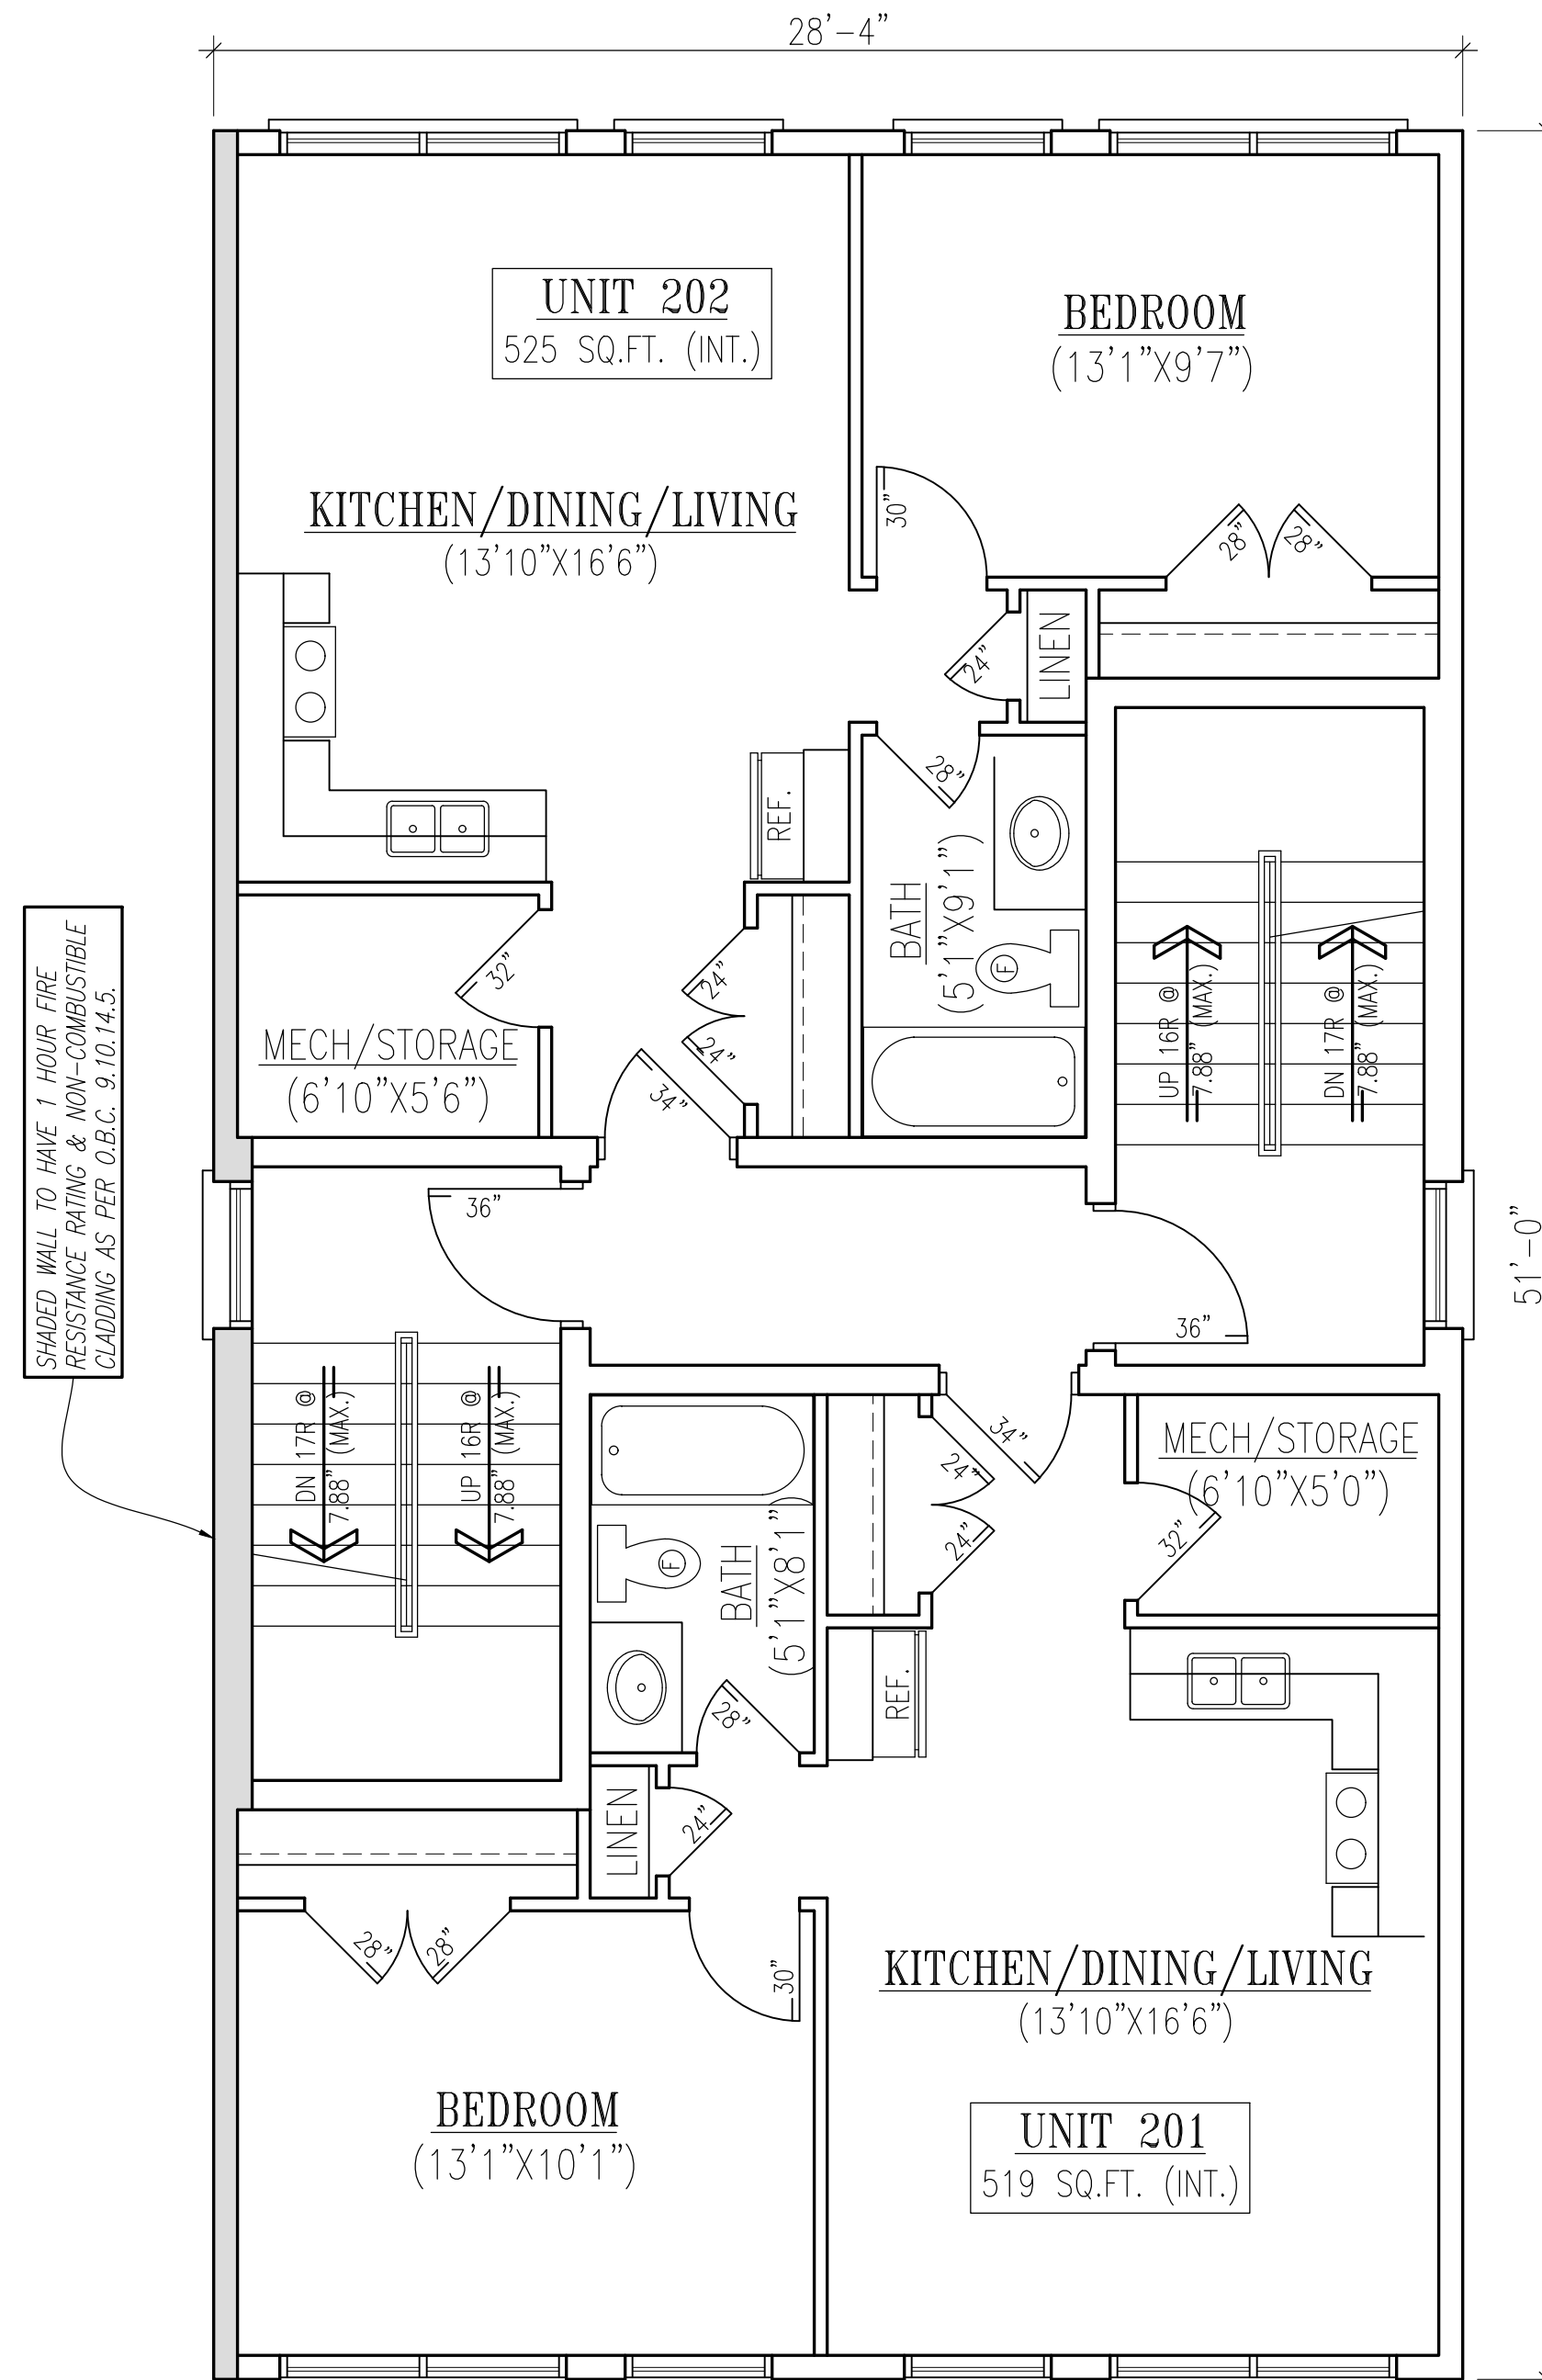 28'-4"
UNIT 202
525 SQ.FT. (INT.)
BEDROOM
(13'1"X9'7")
KITCHEN/DINING/LIVING
(13'10"X16'6")
30"
28"
28"
24"
LINEN
28"
REF.
BATH
(5'1"X9'1")
F
32"
MECH/STORAGE
(6'10"X5'6")
24"
24"
34"
UP 16R @
7.88" (MAX.)
DN 17R @
7.88" (MAX.)
SHADED WALL TO HAVE 1 HOUR FIRE
RESISTANCE RATING & NON-COMBUSTIBLE
CLADDING AS PER O.B.C. 9.10.14.5.
36"
36"
51'-0"
DN 17R @
7.88" (MAX.)
UP 16R @
7.88" (MAX.)
34"
24"
24"
MECH/STORAGE
(6'10"X5'0")
32"
F
BATH
(5'1"X8'1")
REF.
28"
LINEN
24"
28"
28"
30"
KITCHEN/DINING/LIVING
(13'10"X16'6")
BEDROOM
(13'1"X10'1")
UNIT 201
519 SQ.FT. (INT.)